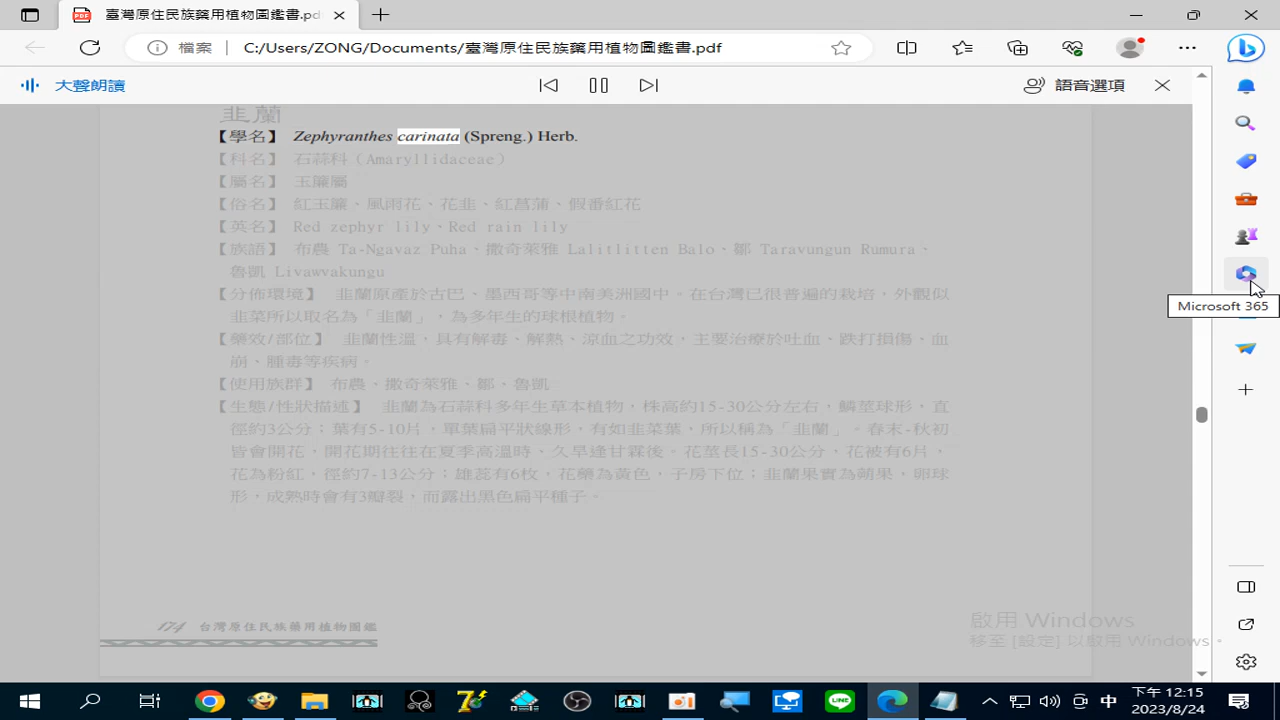 臺灣原住民族藥用植物圖鑑書.pd
檔案 C:/Users/ZONG/Documents/臺灣原住民族藥用植物圖鑑書.pdf
大聲朗讀
語音選項
韭蘭
【學名】 Zephyranthes carinata (Spreng.) Herb.
【科名】 石蒜科（Amaryllidaceae）
【屬名】 玉簾屬
【俗名】 紅玉簾、風雨花、花韭、紅菖蒲、假番紅花
【英名】 Red zephyr lily、Red rain lily
【族語】 布農 Ta-Ngavaz Puha、撒奇萊雅 Lalitlitten Balo、鄒 Taravungun Rumura、
魯凱 Livawvakungu
【分佈環境】 韭蘭原產於古巴、墨西哥等中南美洲國中。在台灣已很普遍的栽培，外觀似
韭菜所以取名為「韭蘭」，為多年生的球根植物。
【藥效/部位】 韭蘭性溫，具有解毒、解熱、涼血之功效，主要治療於吐血、跌打損傷、血
崩、腫毒等疾病。
【使用族群】 布農、撒奇萊雅、鄒、魯凱
【生態/性狀描述】 韭蘭為石蒜科多年生草本植物，株高約15-30公分左右，鱗莖球形，直
徑約3公分；葉有5-10片，單葉扁平狀線形，有如韭菜葉，所以稱為「韭蘭」。春末-秋初
皆會開花，開花期往往在夏季高溫時、久旱逢甘霖後。花莖長15-30公分，花被有6片，
花為粉紅，徑約7-13公分；雄蕊有6枚，花藥為黃色，子房下位；韭蘭果實為蒴果，卵球
形，成熟時會有3瓣裂，而露出黑色扁平種子。
174 台灣原住民族藥用植物圖鑑
Microsoft 365
啟用 Windows
移至 [設定] 以啟用 Windows。
中
下午 12:15
2023/8/24